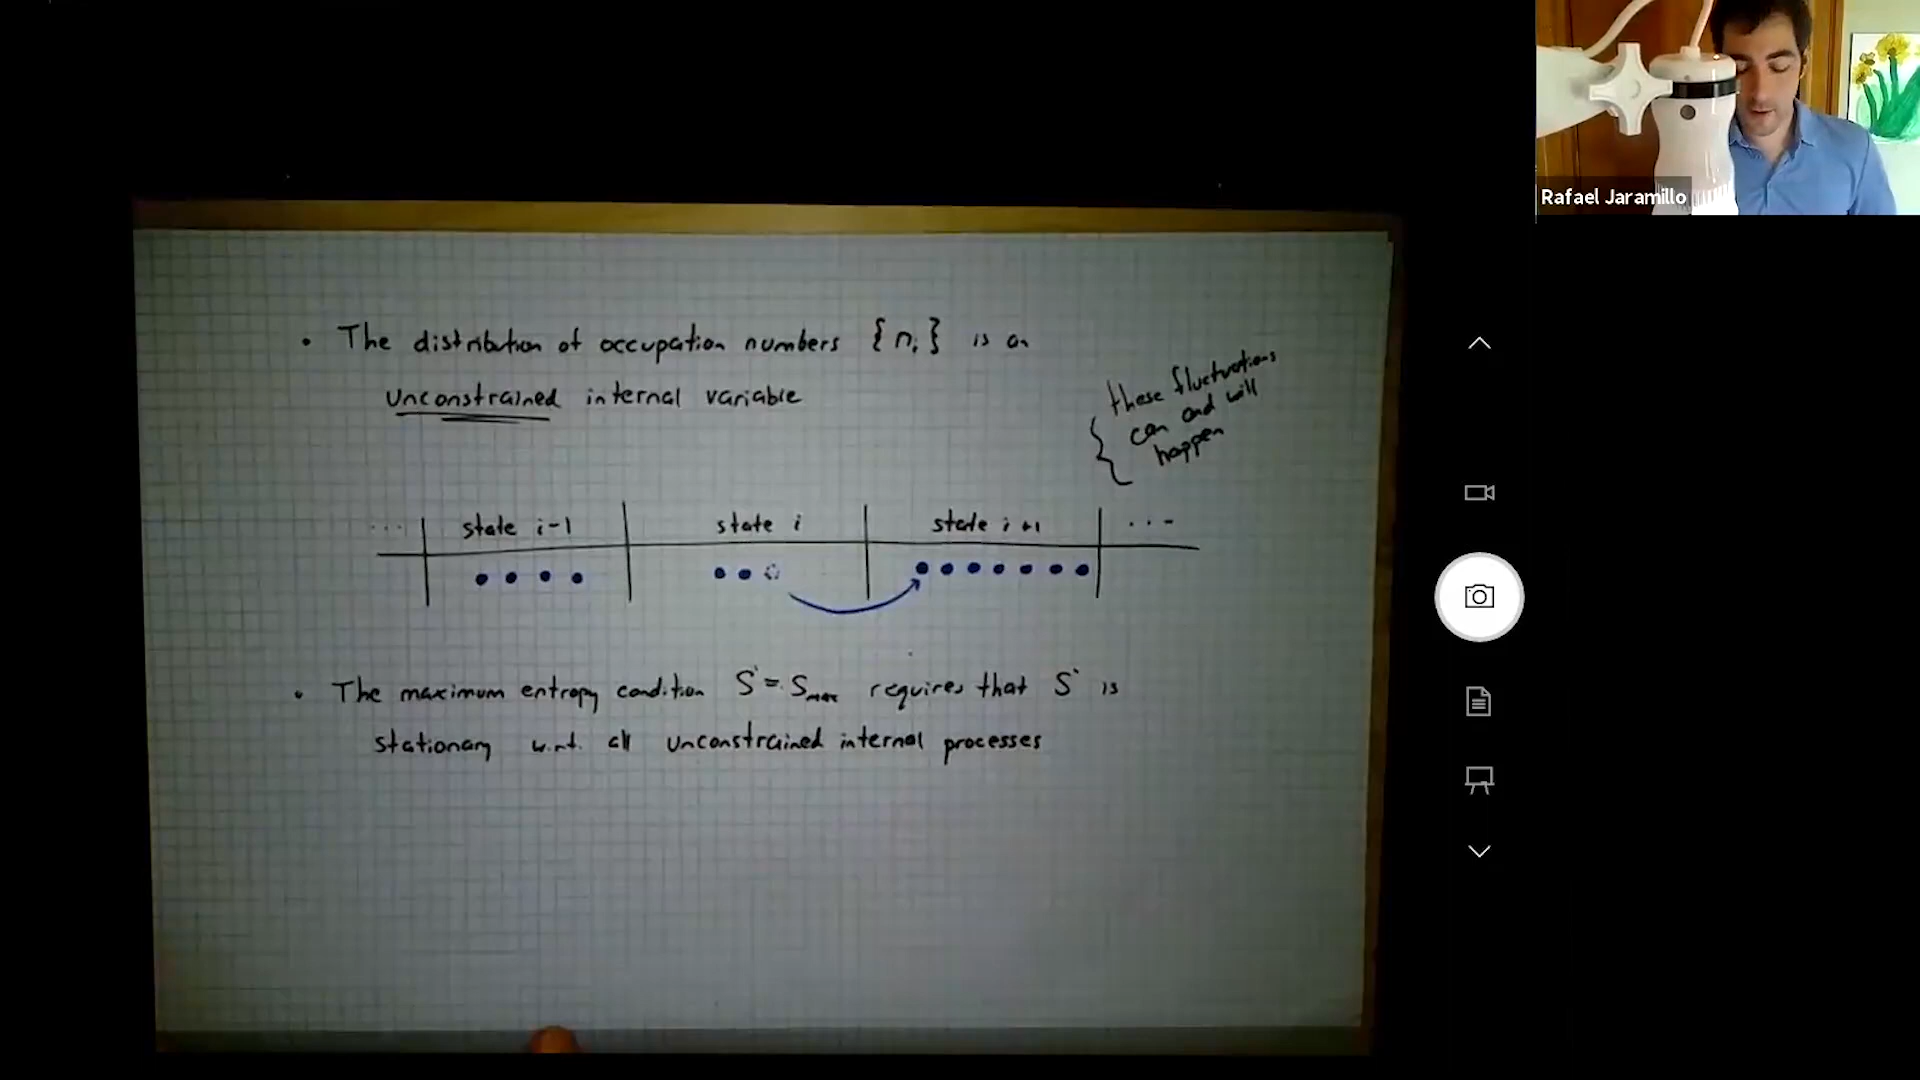 Rafael Jaramillo
• The distribution of occupation numbers {nᵢ} is an
unconstrained internal variable
these fluctuations
can and will
happen
... state i-1 state i state i+1 ...
• The maximum entropy condition S = Smax requires that S is
stationary w.r.t. all unconstrained internal processes